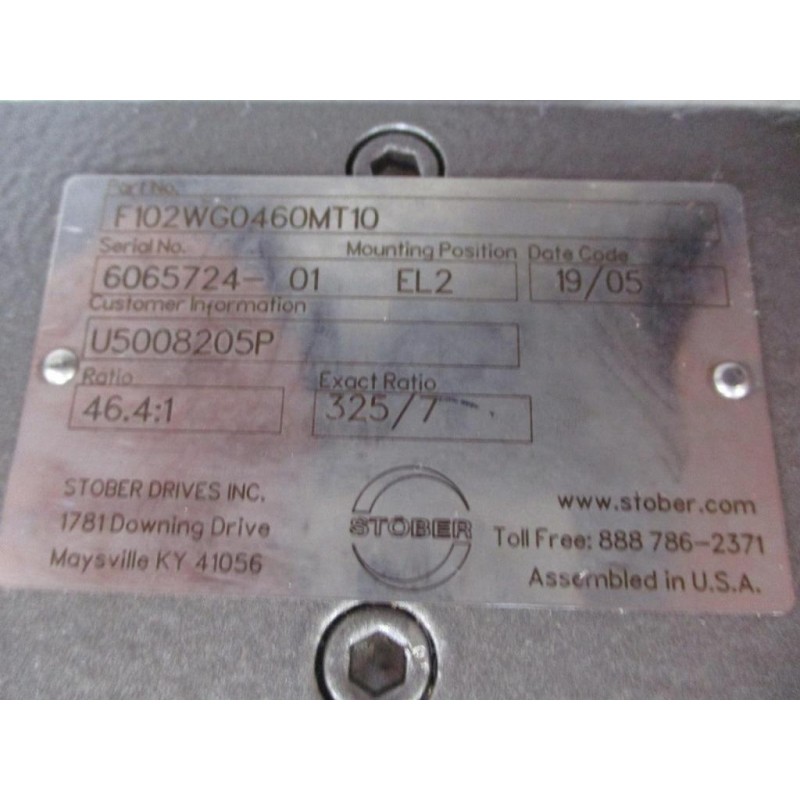 Part No.
F102WG0460MT10
Serial No. Mounting Position Date Code
6065724- 01 EL2 19/05
Customer Information
U5008205P
Ratio Exact Ratio
46.4:1 325/7
STOBER DRIVES INC.
1781 Downing Drive
Maysville KY 41056
STÖBER
www.stober.com
Toll Free: 888 786-2371
Assembled in U.S.A.